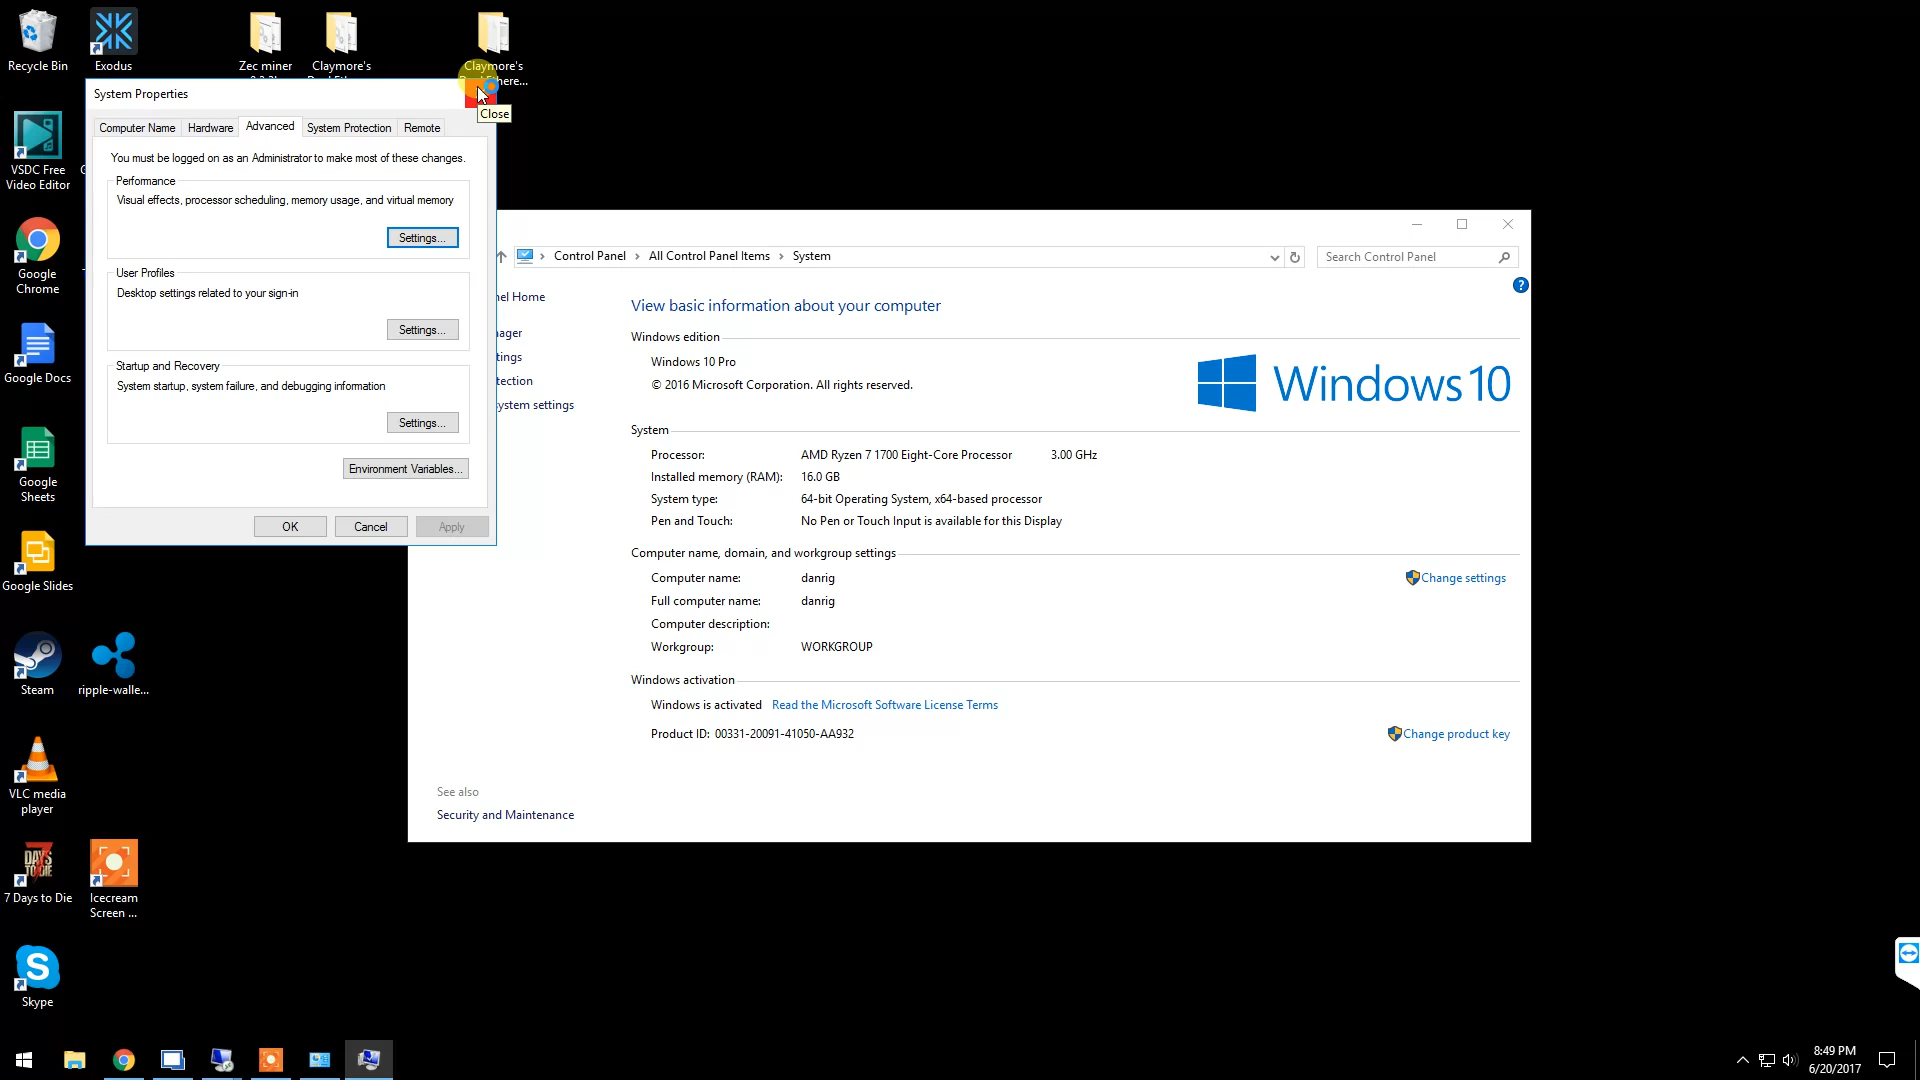 Recycle Bin
Exodus
Zec miner
Claymore's
Claymore's
VSDC Free
Video Editor
Google
Chrome
Google Docs
Google
Sheets
Google Slides
Steam
ripple-walle...
VLC media
player
7 Days to Die
Icecream
Screen ...
Skype
System Properties
Close
Computer Name
Hardware
Advanced
System Protection
Remote
You must be logged on as an Administrator to make most of these changes.
Performance
Visual effects, processor scheduling, memory usage, and virtual memory
Settings...
User Profiles
Desktop settings related to your sign-in
Settings...
Startup and Recovery
System startup, system failure, and debugging information
Settings...
Environment Variables...
OK
Cancel
Apply
Control Panel
All Control Panel Items
System
Search Control Panel
Home
View basic information about your computer
Windows edition
Windows 10 Pro
© 2016 Microsoft Corporation. All rights reserved.
Windows 10
system settings
System
Processor: AMD Ryzen 7 1700 Eight-Core Processor 3.00 GHz
Installed memory (RAM): 16.0 GB
System type: 64-bit Operating System, x64-based processor
Pen and Touch: No Pen or Touch Input is available for this Display
Computer name, domain, and workgroup settings
Computer name: danrig
Change settings
Full computer name: danrig
Computer description:
Workgroup: WORKGROUP
Windows activation
Windows is activated Read the Microsoft Software License Terms
Product ID: 00331-20091-41050-AA932
Change product key
See also
Security and Maintenance
8:49 PM
6/20/2017